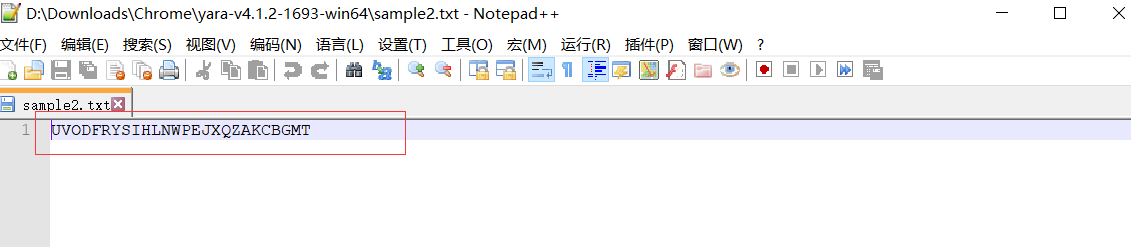 D:\Downloads\Chrome\yara-v4.1.2-1693-win64\sample2.txt - Notepad++
文件(F) 编辑(E) 搜索(S) 视图(V) 编码(N) 语言(L) 设置(T) 工具(O) 宏(M) 运行(R) 插件(P) 窗口(W) ?
sample2.txt
1 UVODFRYSIHLNWPEJXQZAKCBGMT